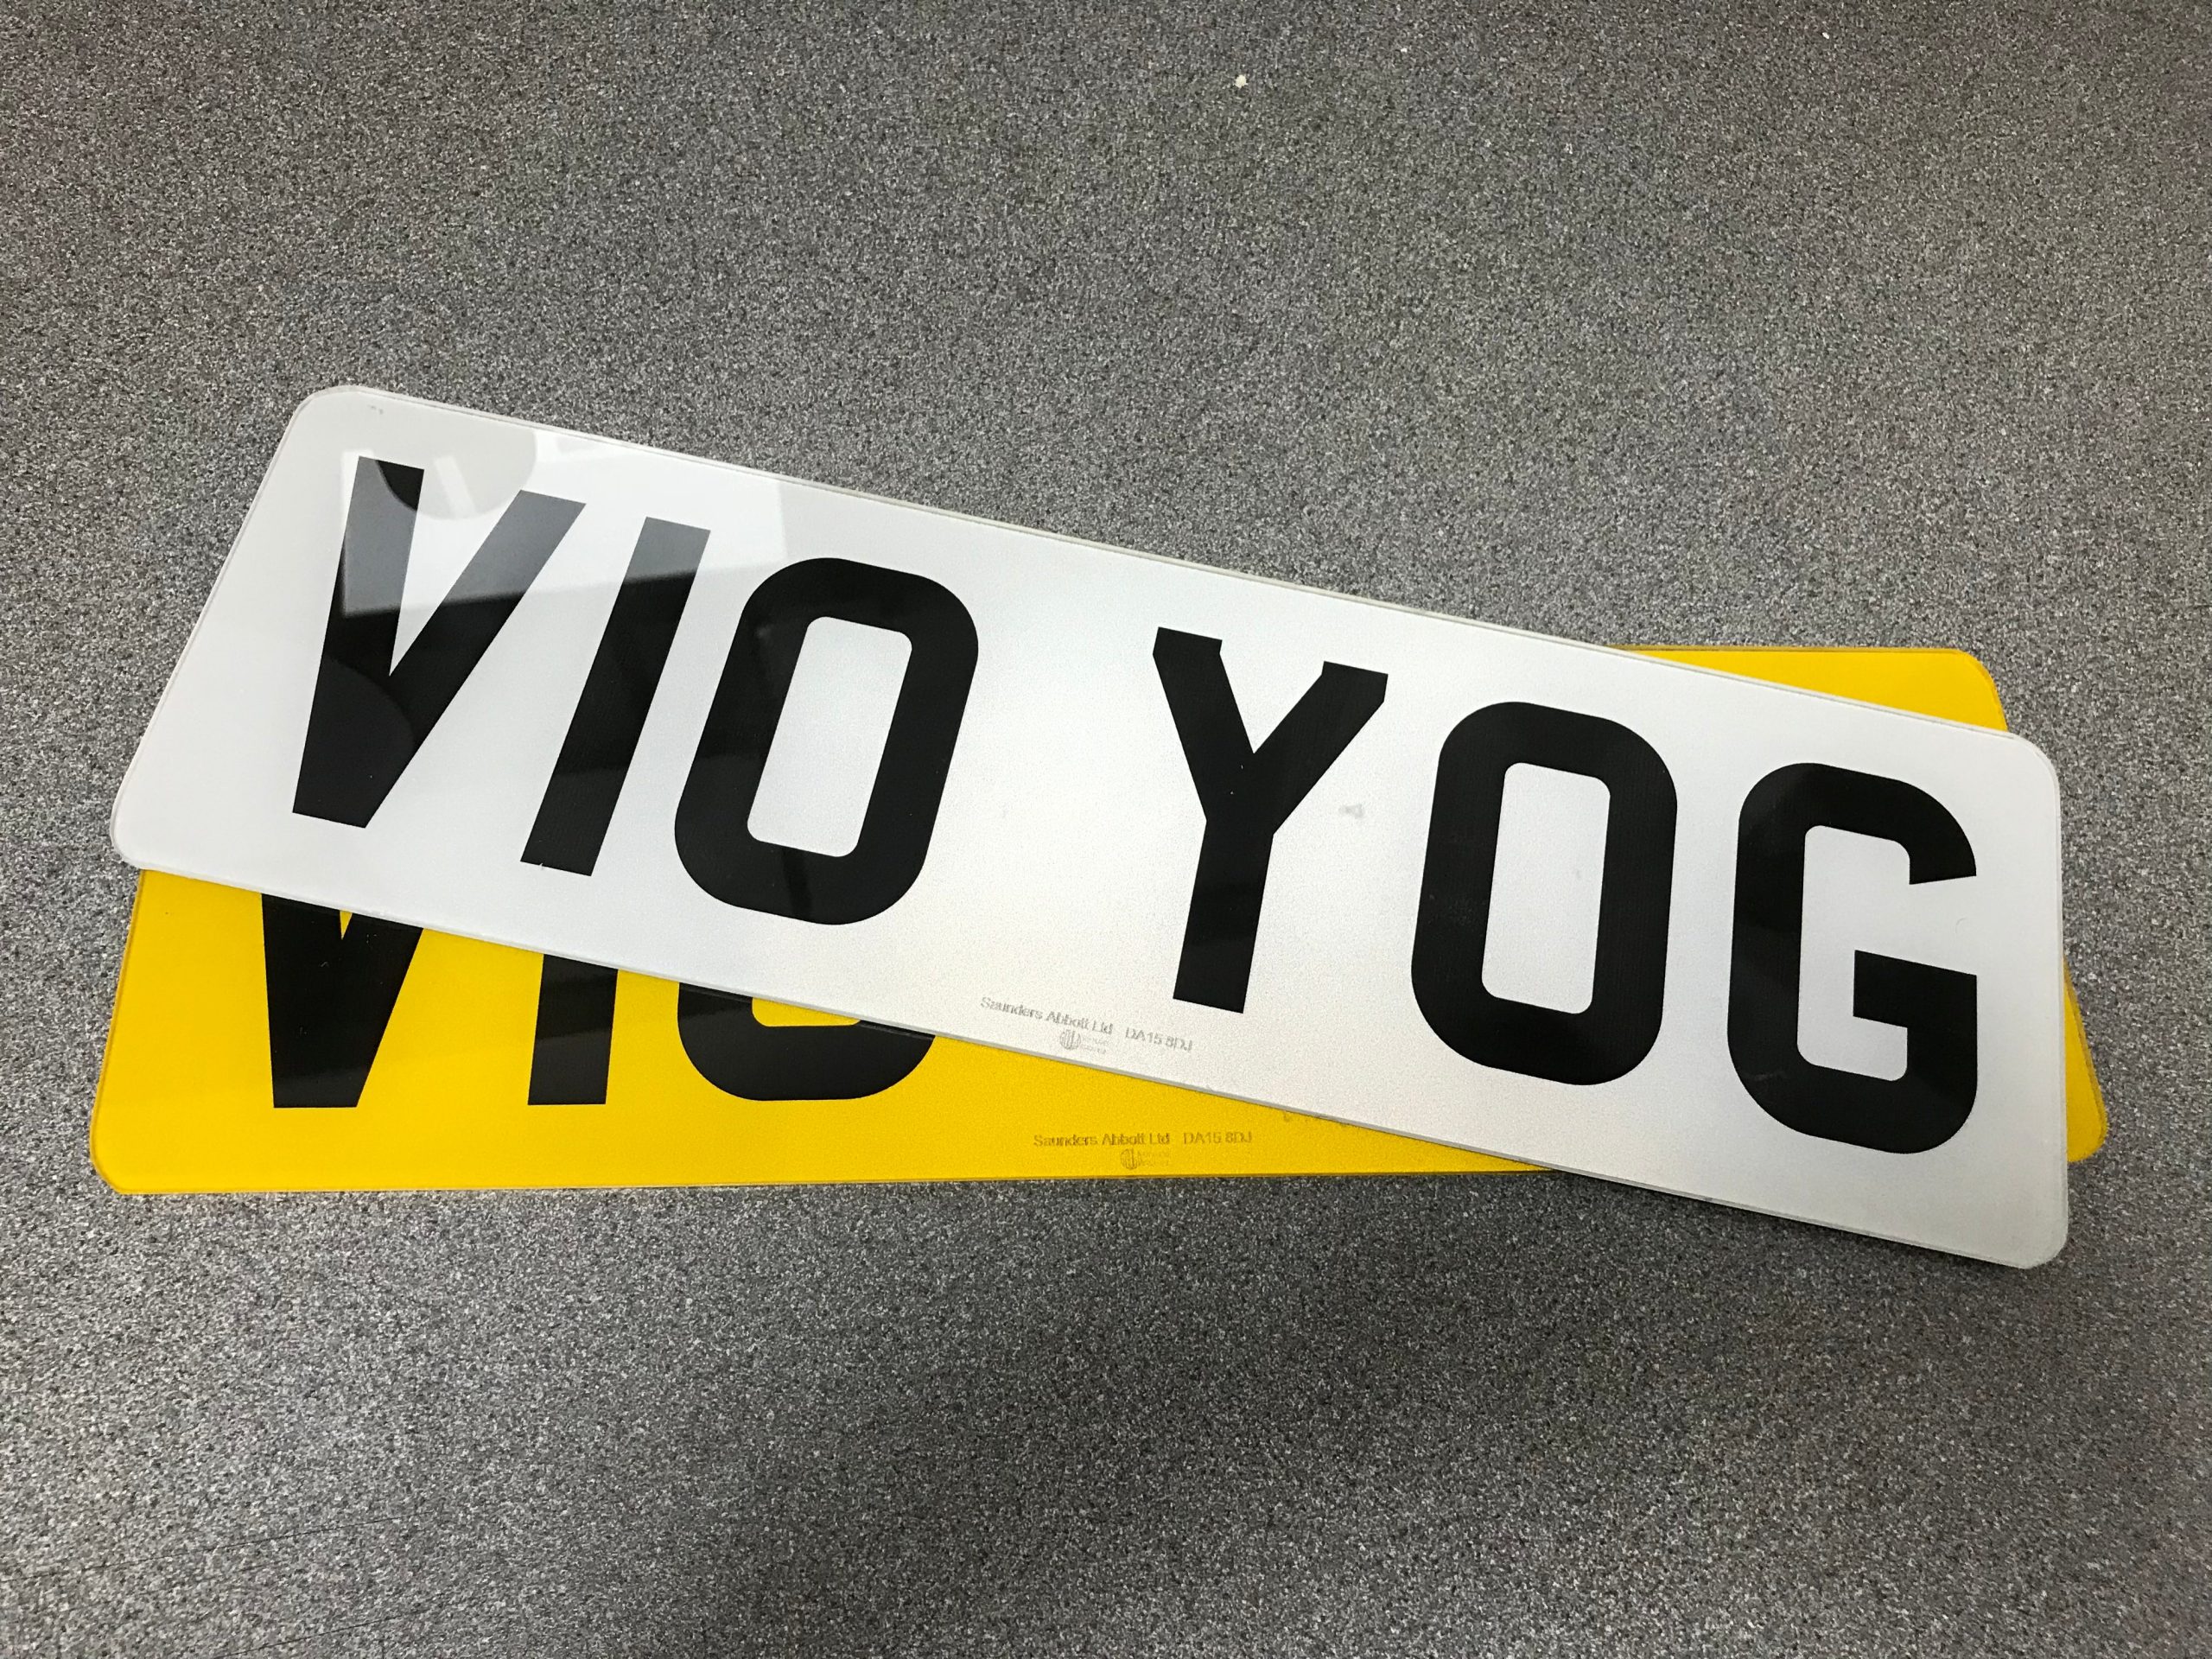 V10 YOG
Saunders Abbott Ltd DA15 8DJ
V10
Saunders Abbott Ltd DA15 8DJ